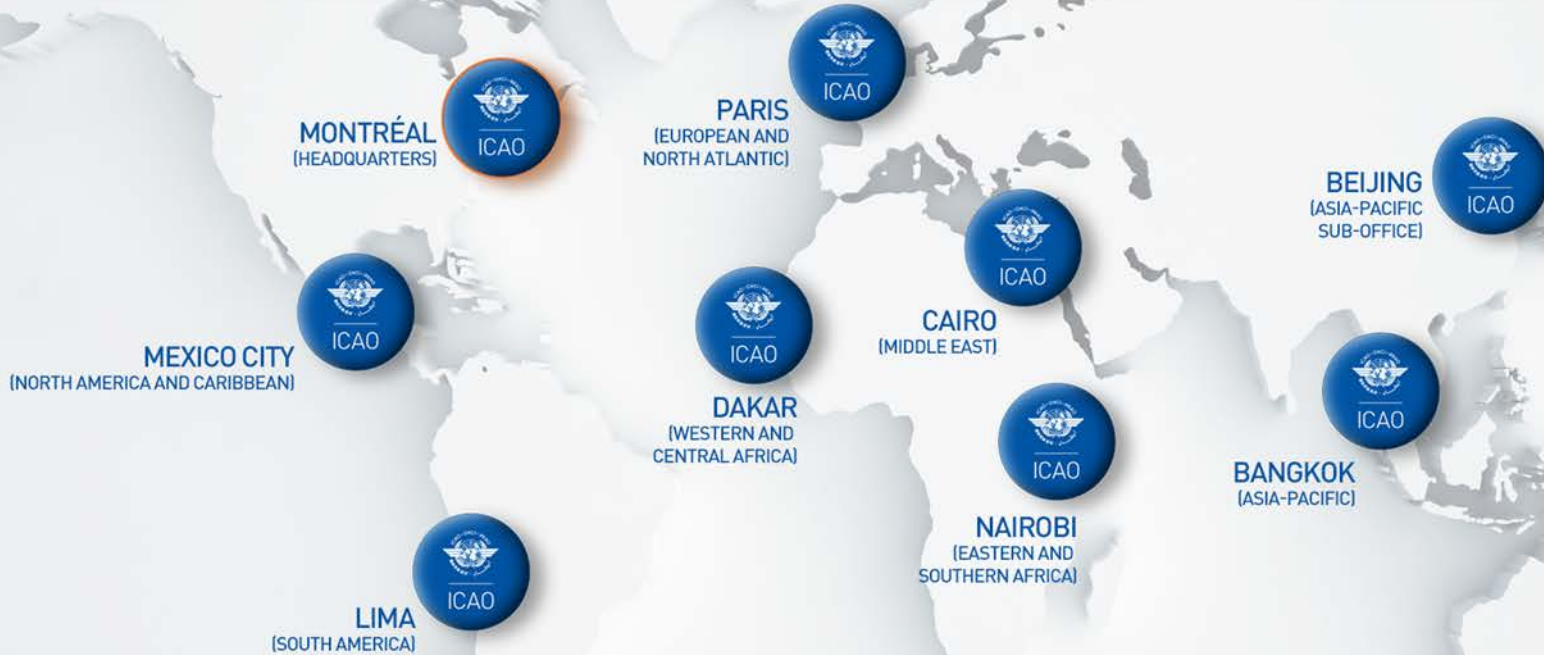 MONTRÉAL
(HEADQUARTERS)
ICAO
PARIS
(EUROPEAN AND
NORTH ATLANTIC)
ICAO
BEIJING
(ASIA-PACIFIC
SUB-OFFICE)
ICAO
MEXICO CITY
(NORTH AMERICA AND CARIBBEAN)
ICAO
DAKAR
(WESTERN AND
CENTRAL AFRICA)
ICAO
CAIRO
(MIDDLE EAST)
ICAO
NAIROBI
(EASTERN AND
SOUTHERN AFRICA)
ICAO
BANGKOK
(ASIA-PACIFIC)
ICAO
LIMA
(SOUTH AMERICA)
ICAO